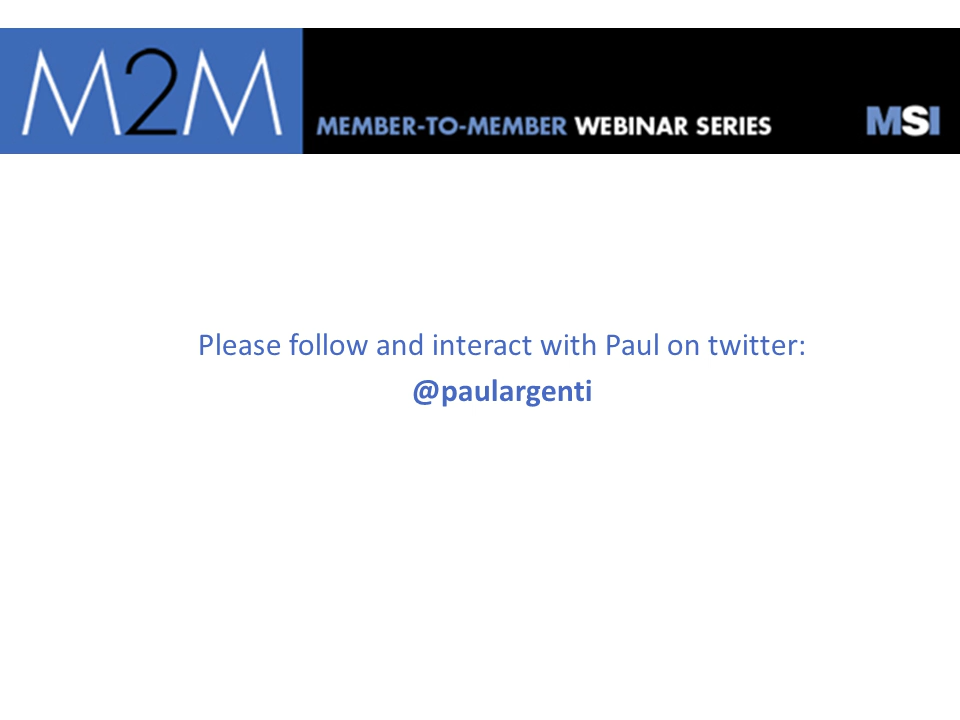 M2M
MEMBER-TO-MEMBER WEBINAR SERIES
MSI
Please follow and interact with Paul on twitter:
@paulargenti